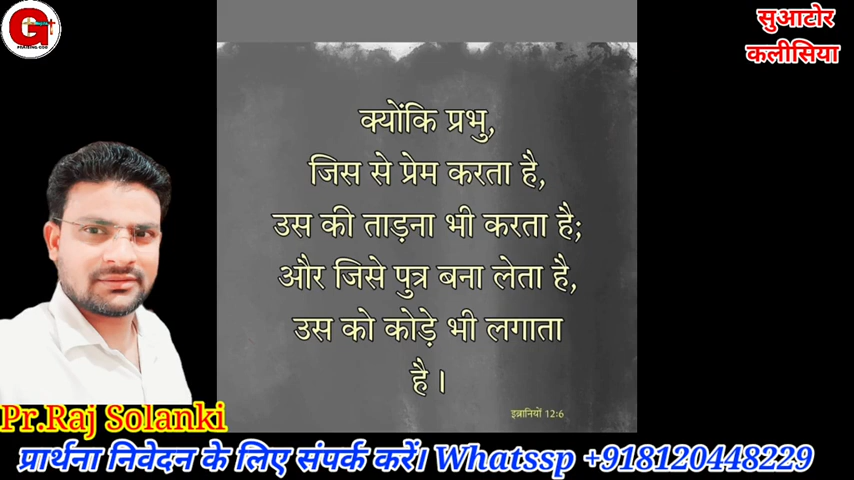 सुआटोर
कलीसिया
क्योंकि प्रभु,
जिस से प्रेम करता है,
उस की ताड़ना भी करता है;
और जिसे पुत्र बना लेता है,
उस को कोड़े भी लगाता
है।
इब्रानियों 12:6
Pr.Raj Solanki
प्रार्थना निवेदन के लिए संपर्क करें। Whatssp +918120448229